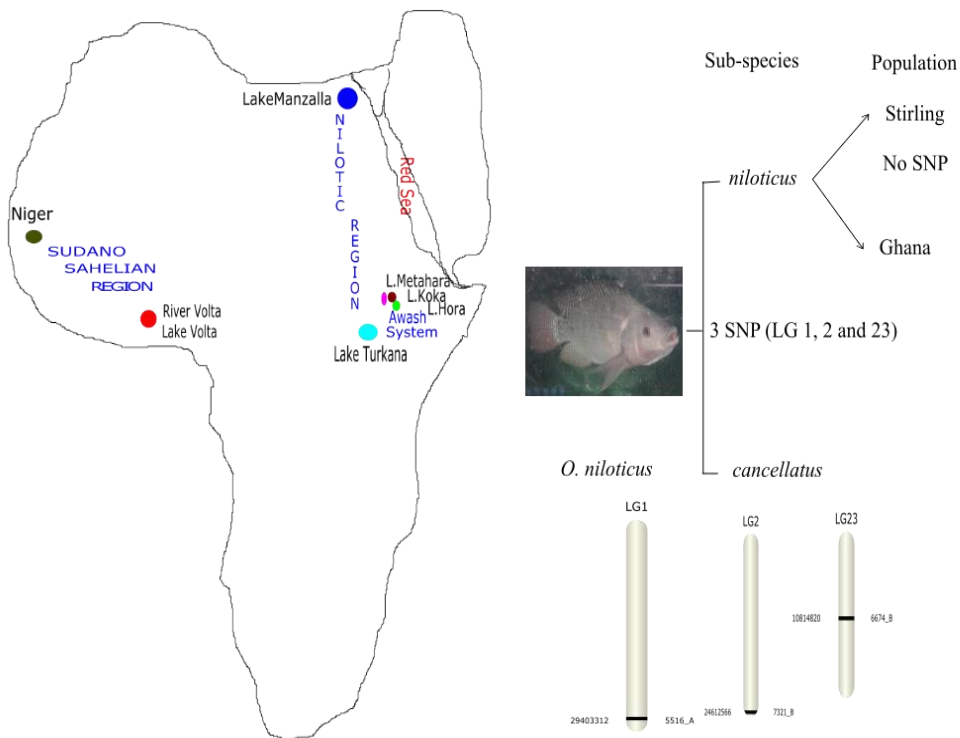 LakeManzalla
NILOTIC
REGION
Red Sea
Niger
SUDANO
SAHELIAN
REGION
River Volta
Lake Volta
L.Metahara
L.Koka
L.Hora
Awash
System
Lake Turkana
Sub-species
Population
Stirling
No SNP
niloticus
Ghana
3 SNP (LG 1, 2 and 23)
O. niloticus
cancellatus
LG1
LG2
LG23
10814820
6674_B
24612566
7321_B
29403312
5516_A